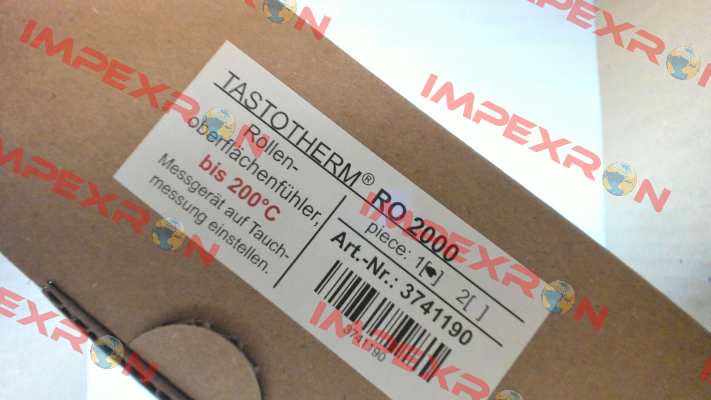 TASTOTHERM® RO 2000
Rollen-
oberflächenfühler,
bis 200°C
Messgerät auf Tauch-
messung einstellen.
piece: 1[●] 2[ ]
Art.-Nr.: 3741190
3741190
IMPEXRON
IMPEXRON
IMPEXRON
IMPEXRON
IMPEXRON
IMPEXRON
IMPEXRON
IMPEXRON